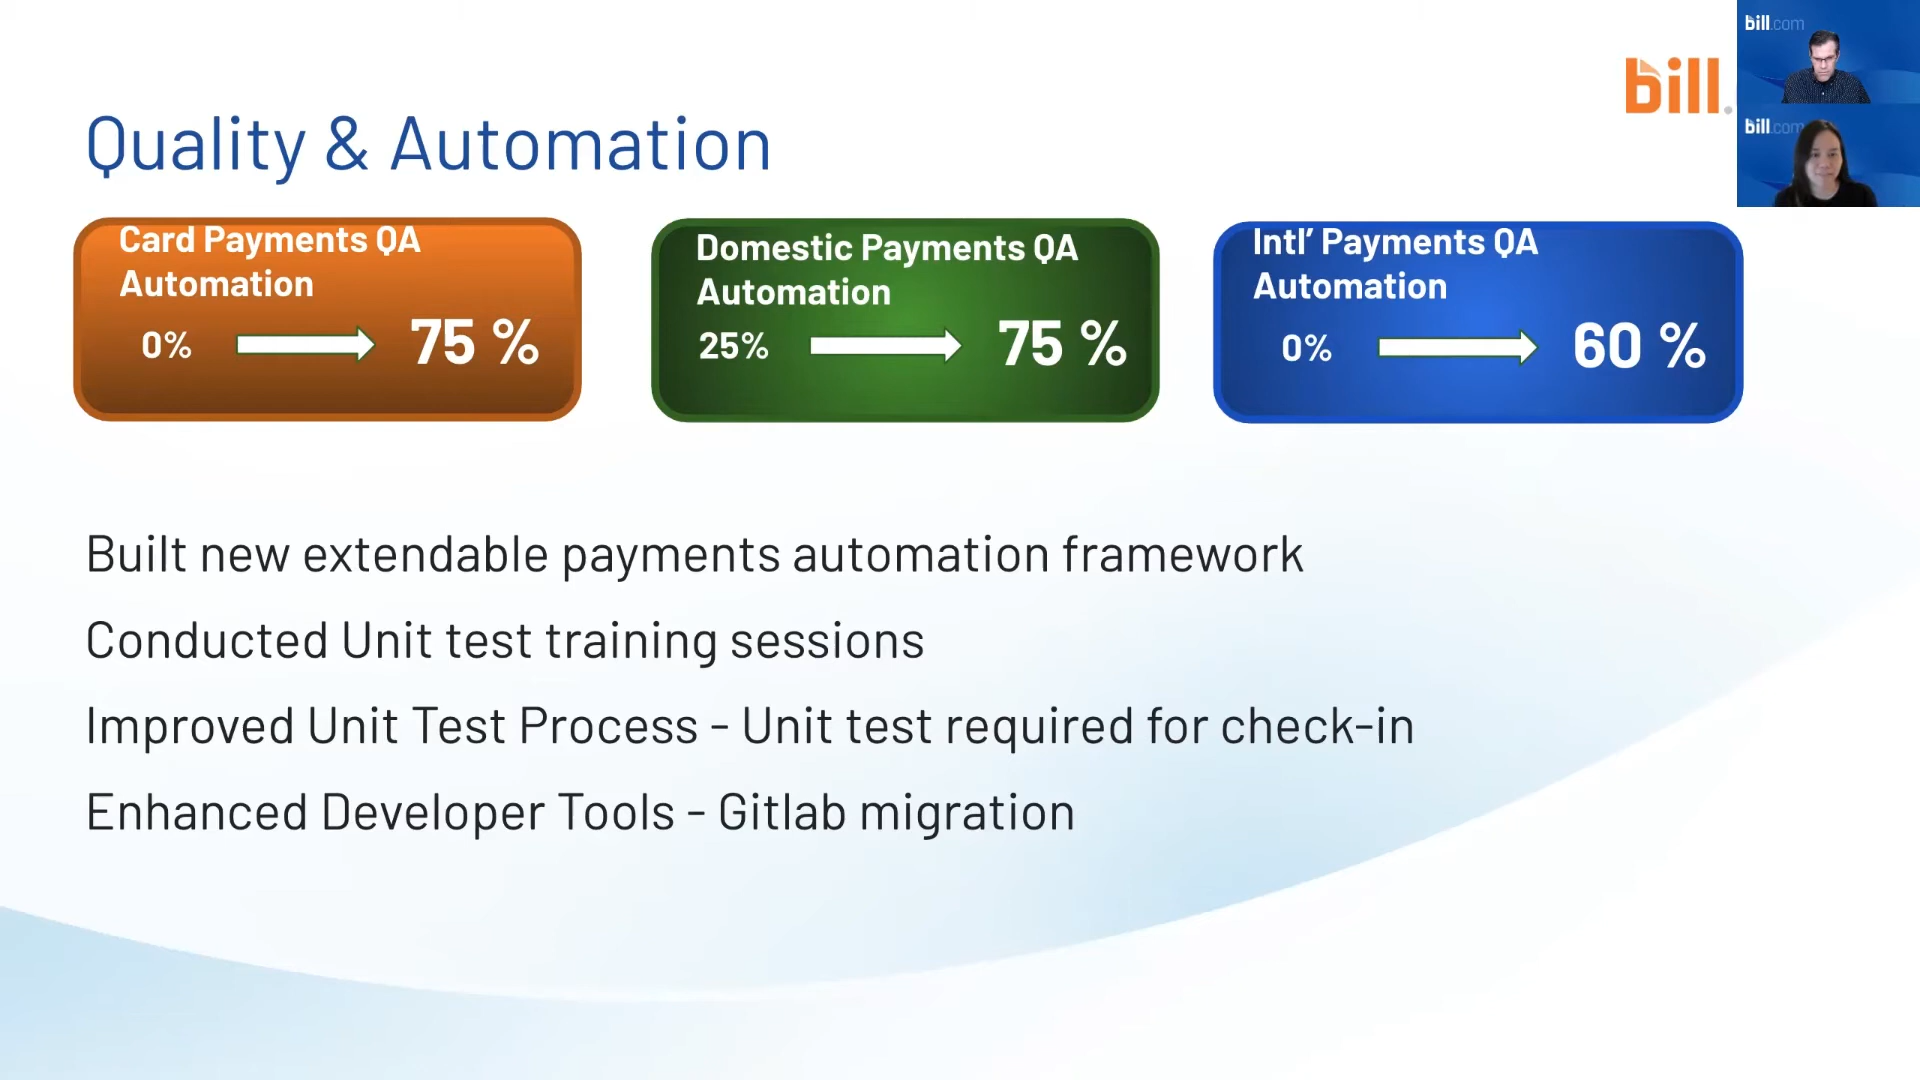 bill.com
bill.
bill.com
Quality & Automation
Card Payments QA
Automation
0% 75 %
Domestic Payments QA
Automation
25% 75 %
Intl’ Payments QA
Automation
0% 60 %
Built new extendable payments automation framework
Conducted Unit test training sessions
Improved Unit Test Process - Unit test required for check-in
Enhanced Developer Tools - Gitlab migration